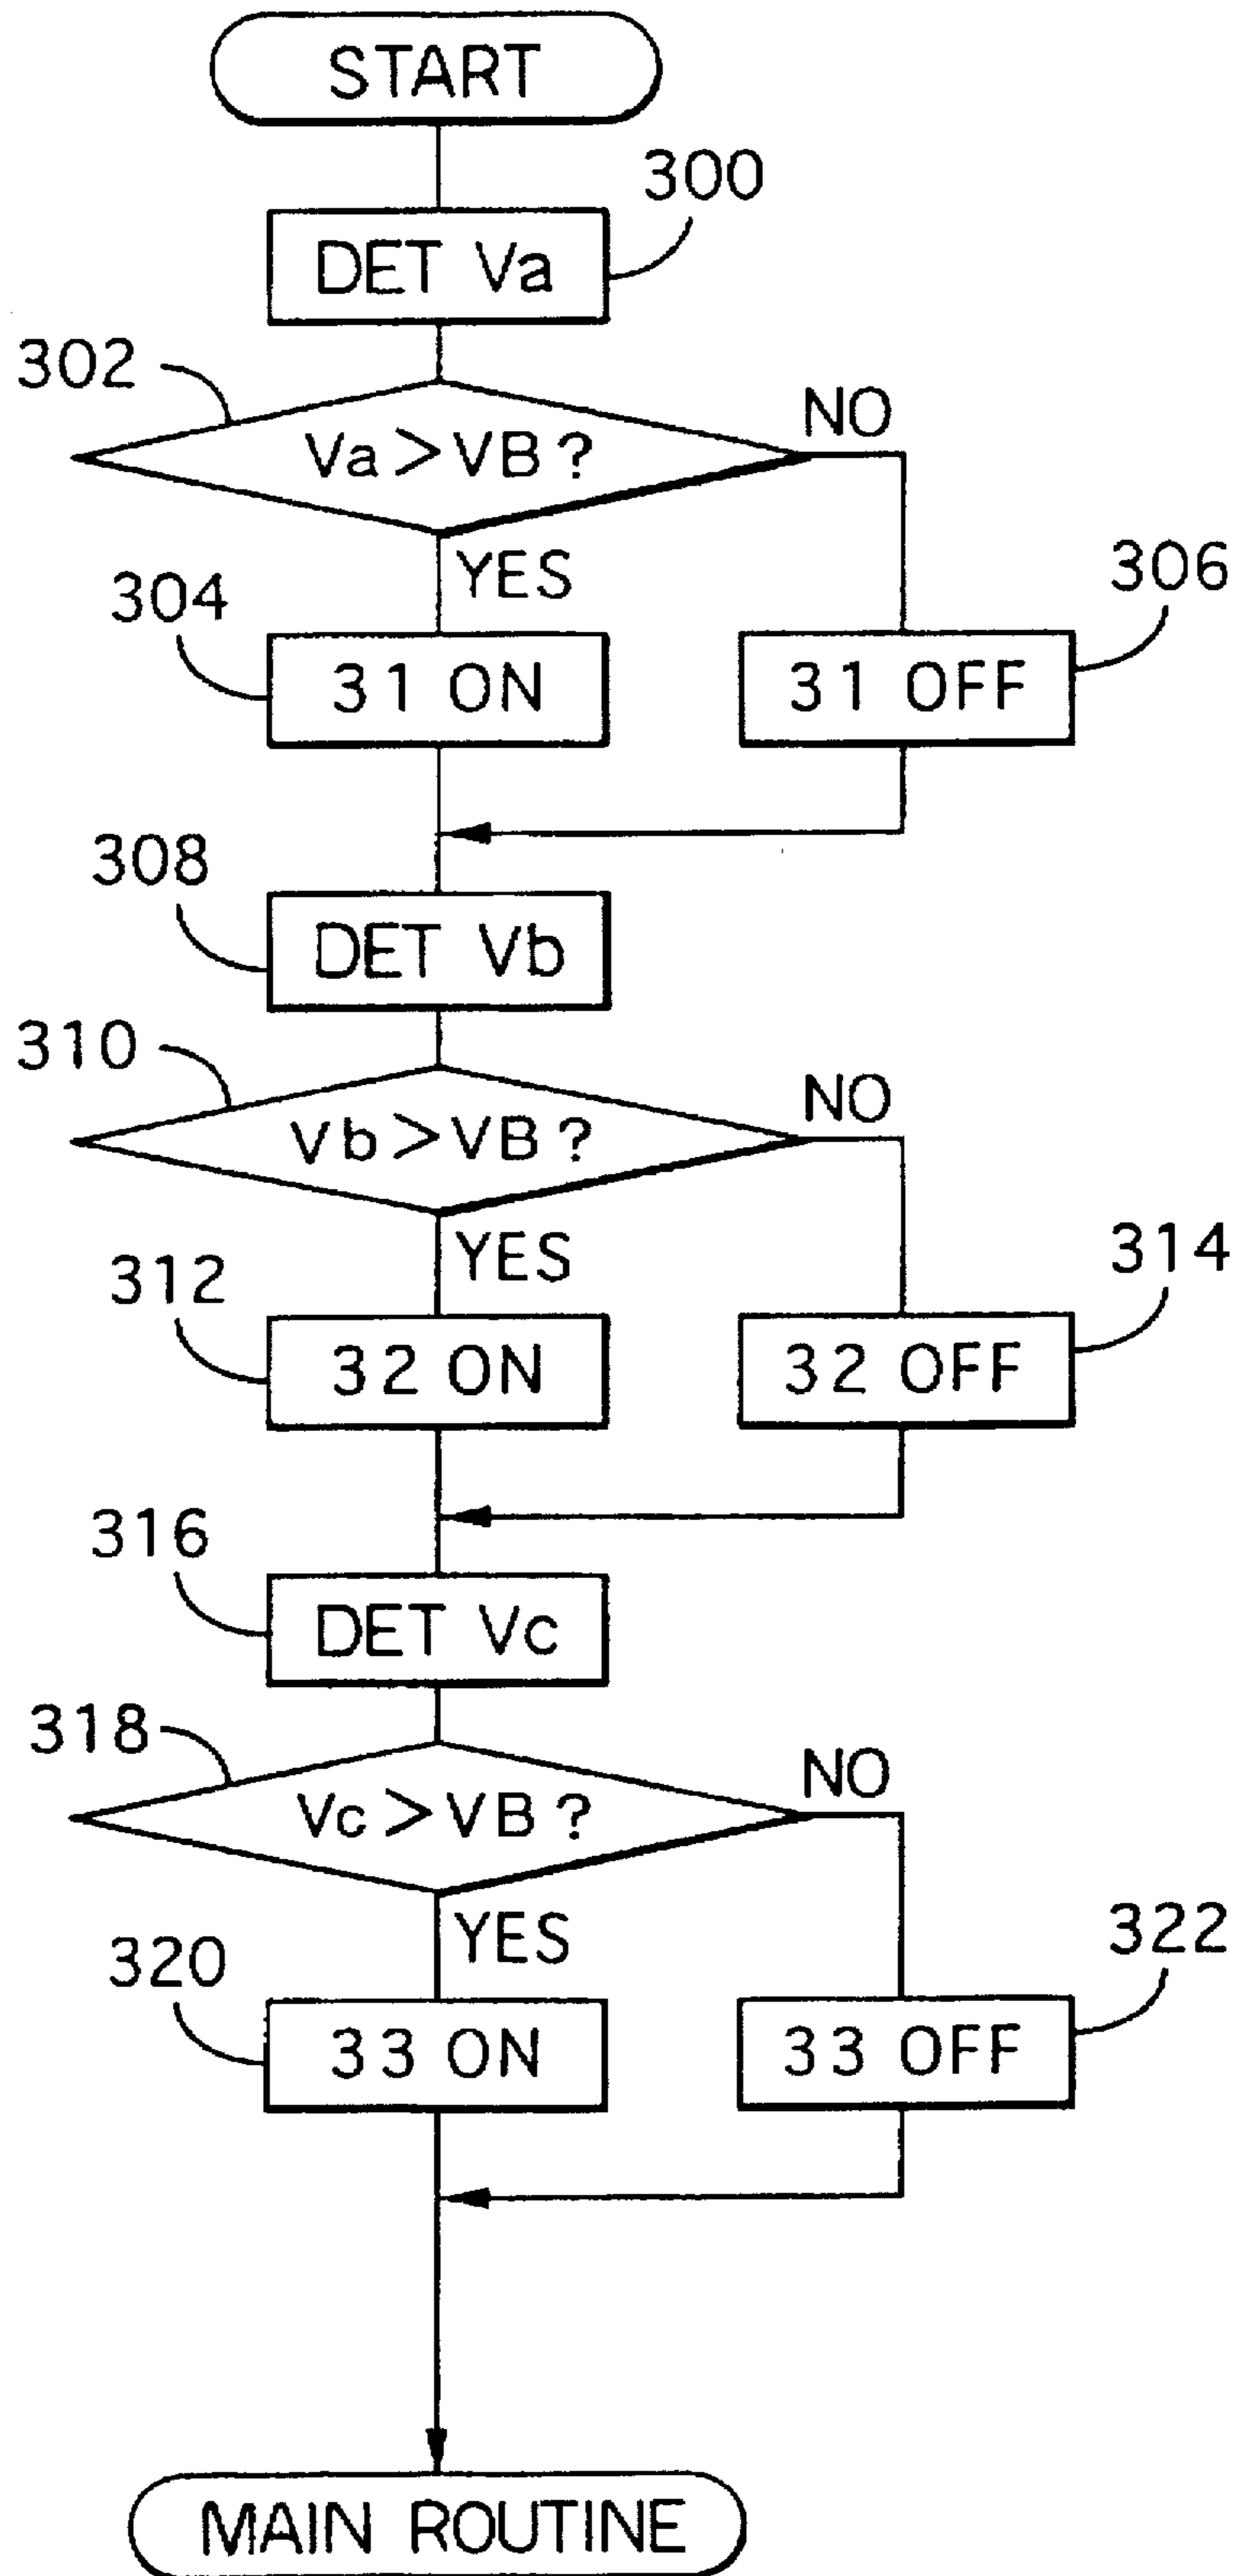 START
300
DET Va
302
Va > VB ?
NO
YES
304
31 ON
306
31 OFF
308
DET Vb
310
Vb > VB ?
NO
YES
312
32 ON
314
32 OFF
316
DET Vc
318
Vc > VB ?
NO
YES
320
33 ON
322
33 OFF
MAIN ROUTINE